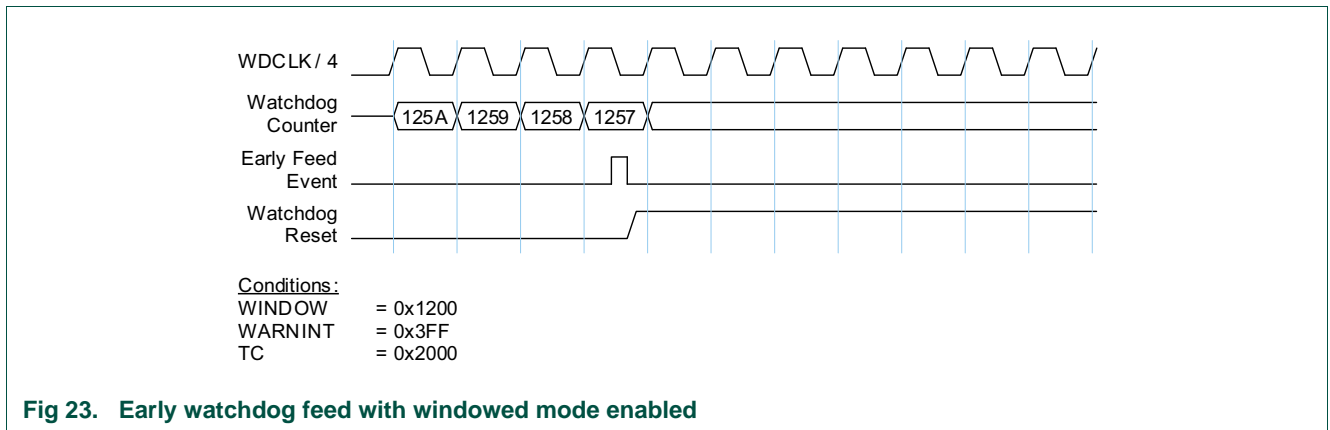 WDCLK / 4
Watchdog
Counter
125A 1259 1258 1257
Early Feed
Event
Watchdog
Reset
Conditions:
WINDOW = 0x1200
WARNINT = 0x3FF
TC = 0x2000
Fig 23. Early watchdog feed with windowed mode enabled